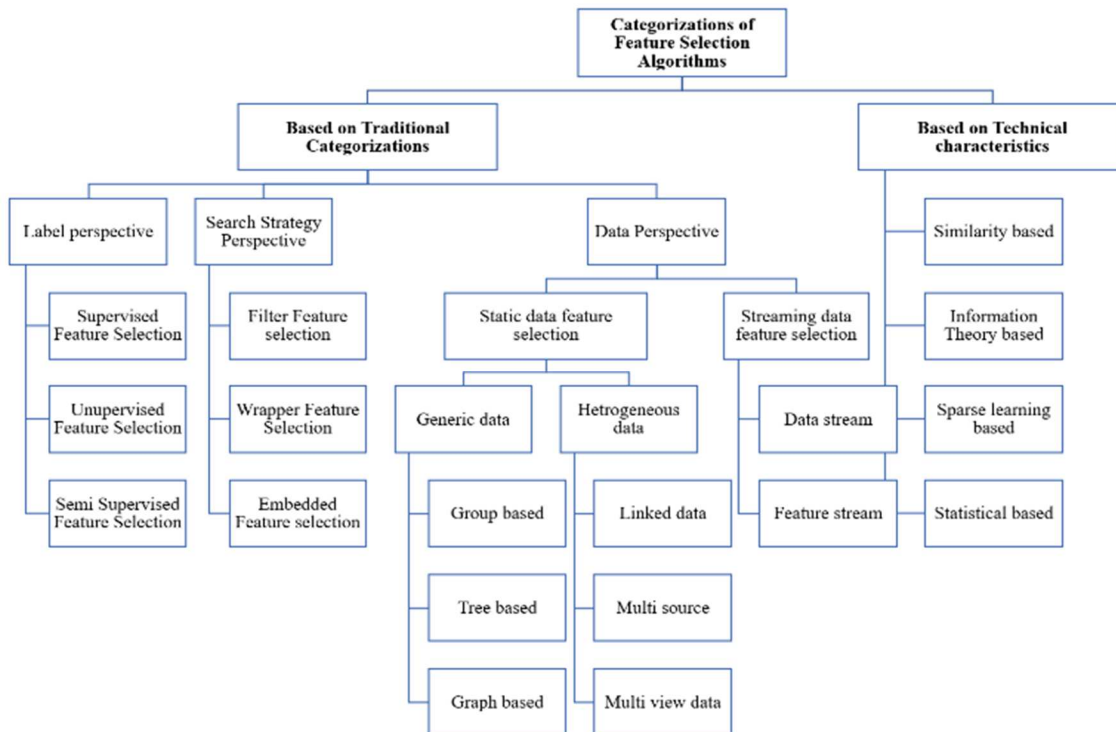 Categorizations of
Feature Selection
Algorithms
Based on Traditional
Categorizations
Based on Technical
characteristics
Label perspective
Search Strategy
Perspective
Data Perspective
Similarity based
Supervised
Feature Selection
Filter Feature
selection
Static data feature
selection
Streaming data
feature selection
Information
Theory based
Unupervised
Feature Selection
Wrapper Feature
Selection
Generic data
Hetrogeneous
data
Data stream
Sparse learning
based
Semi Supervised
Feature Selection
Embedded
Feature selection
Group based
Linked data
Feature stream
Statistical based
Tree based
Multi source
Graph based
Multi view data